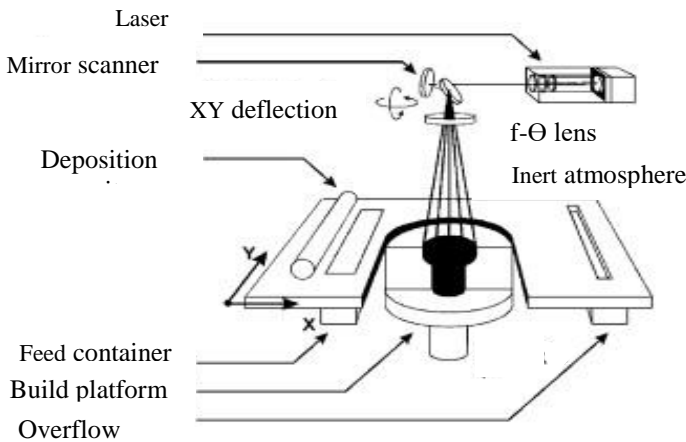 Laser
Mirror scanner
XY deflection
f-ϴ lens
Deposition
Inert atmosphere
Y
X
Feed container
Build platform
Overflow